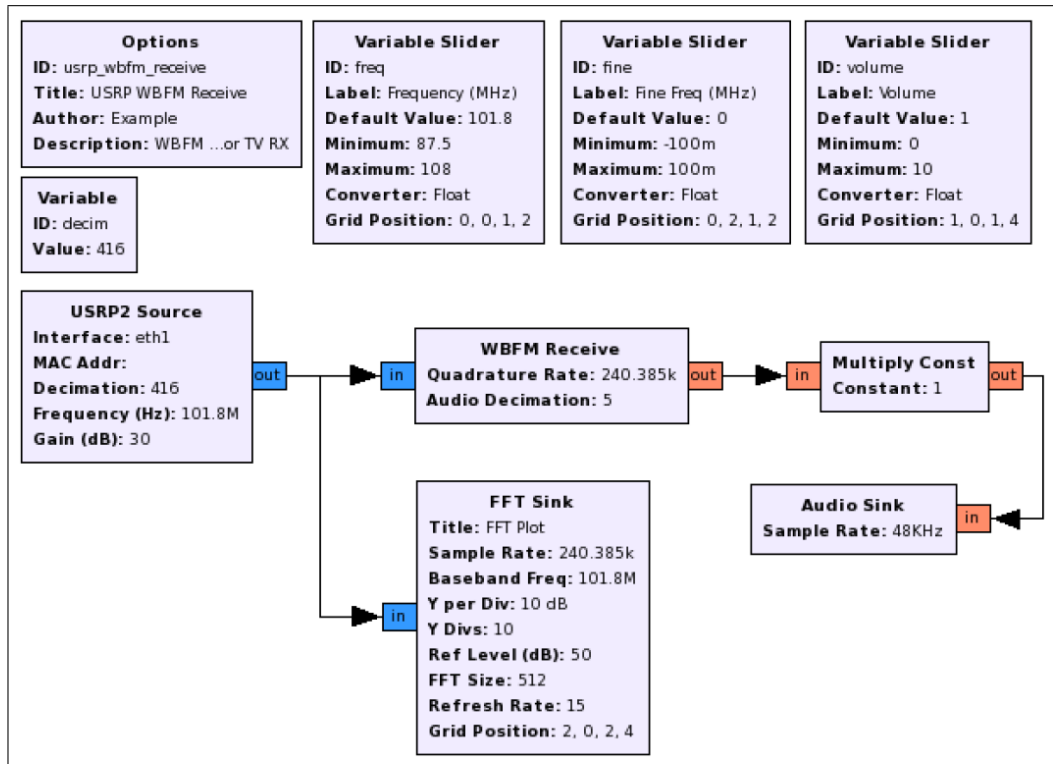 Options
ID: usrp_wbfm_receive
Title: USRP WBFM Receive
Author: Example
Description: WBFM ...or TV RX
Variable Slider
ID: freq
Label: Frequency (MHz)
Default Value: 101.8
Minimum: 87.5
Maximum: 108
Converter: Float
Grid Position: 0, 0, 1, 2
Variable Slider
ID: fine
Label: Fine Freq (MHz)
Default Value: 0
Minimum: -100m
Maximum: 100m
Converter: Float
Grid Position: 0, 2, 1, 2
Variable Slider
ID: volume
Label: Volume
Default Value: 1
Minimum: 0
Maximum: 10
Converter: Float
Grid Position: 1, 0, 1, 4
Variable
ID: decim
Value: 416
USRP2 Source
Interface: eth1
MAC Addr:
Decimation: 416
Frequency (Hz): 101.8M
Gain (dB): 30
out
in
WBFM Receive
Quadrature Rate: 240.385k
Audio Decimation: 5
out
in
Multiply Const
Constant: 1
out
in
FFT Sink
Title: FFT Plot
Sample Rate: 240.385k
Baseband Freq: 101.8M
Y per Div: 10 dB
Y Divs: 10
Ref Level (dB): 50
FFT Size: 512
Refresh Rate: 15
Grid Position: 2, 0, 2, 4
Audio Sink
Sample Rate: 48KHz
in